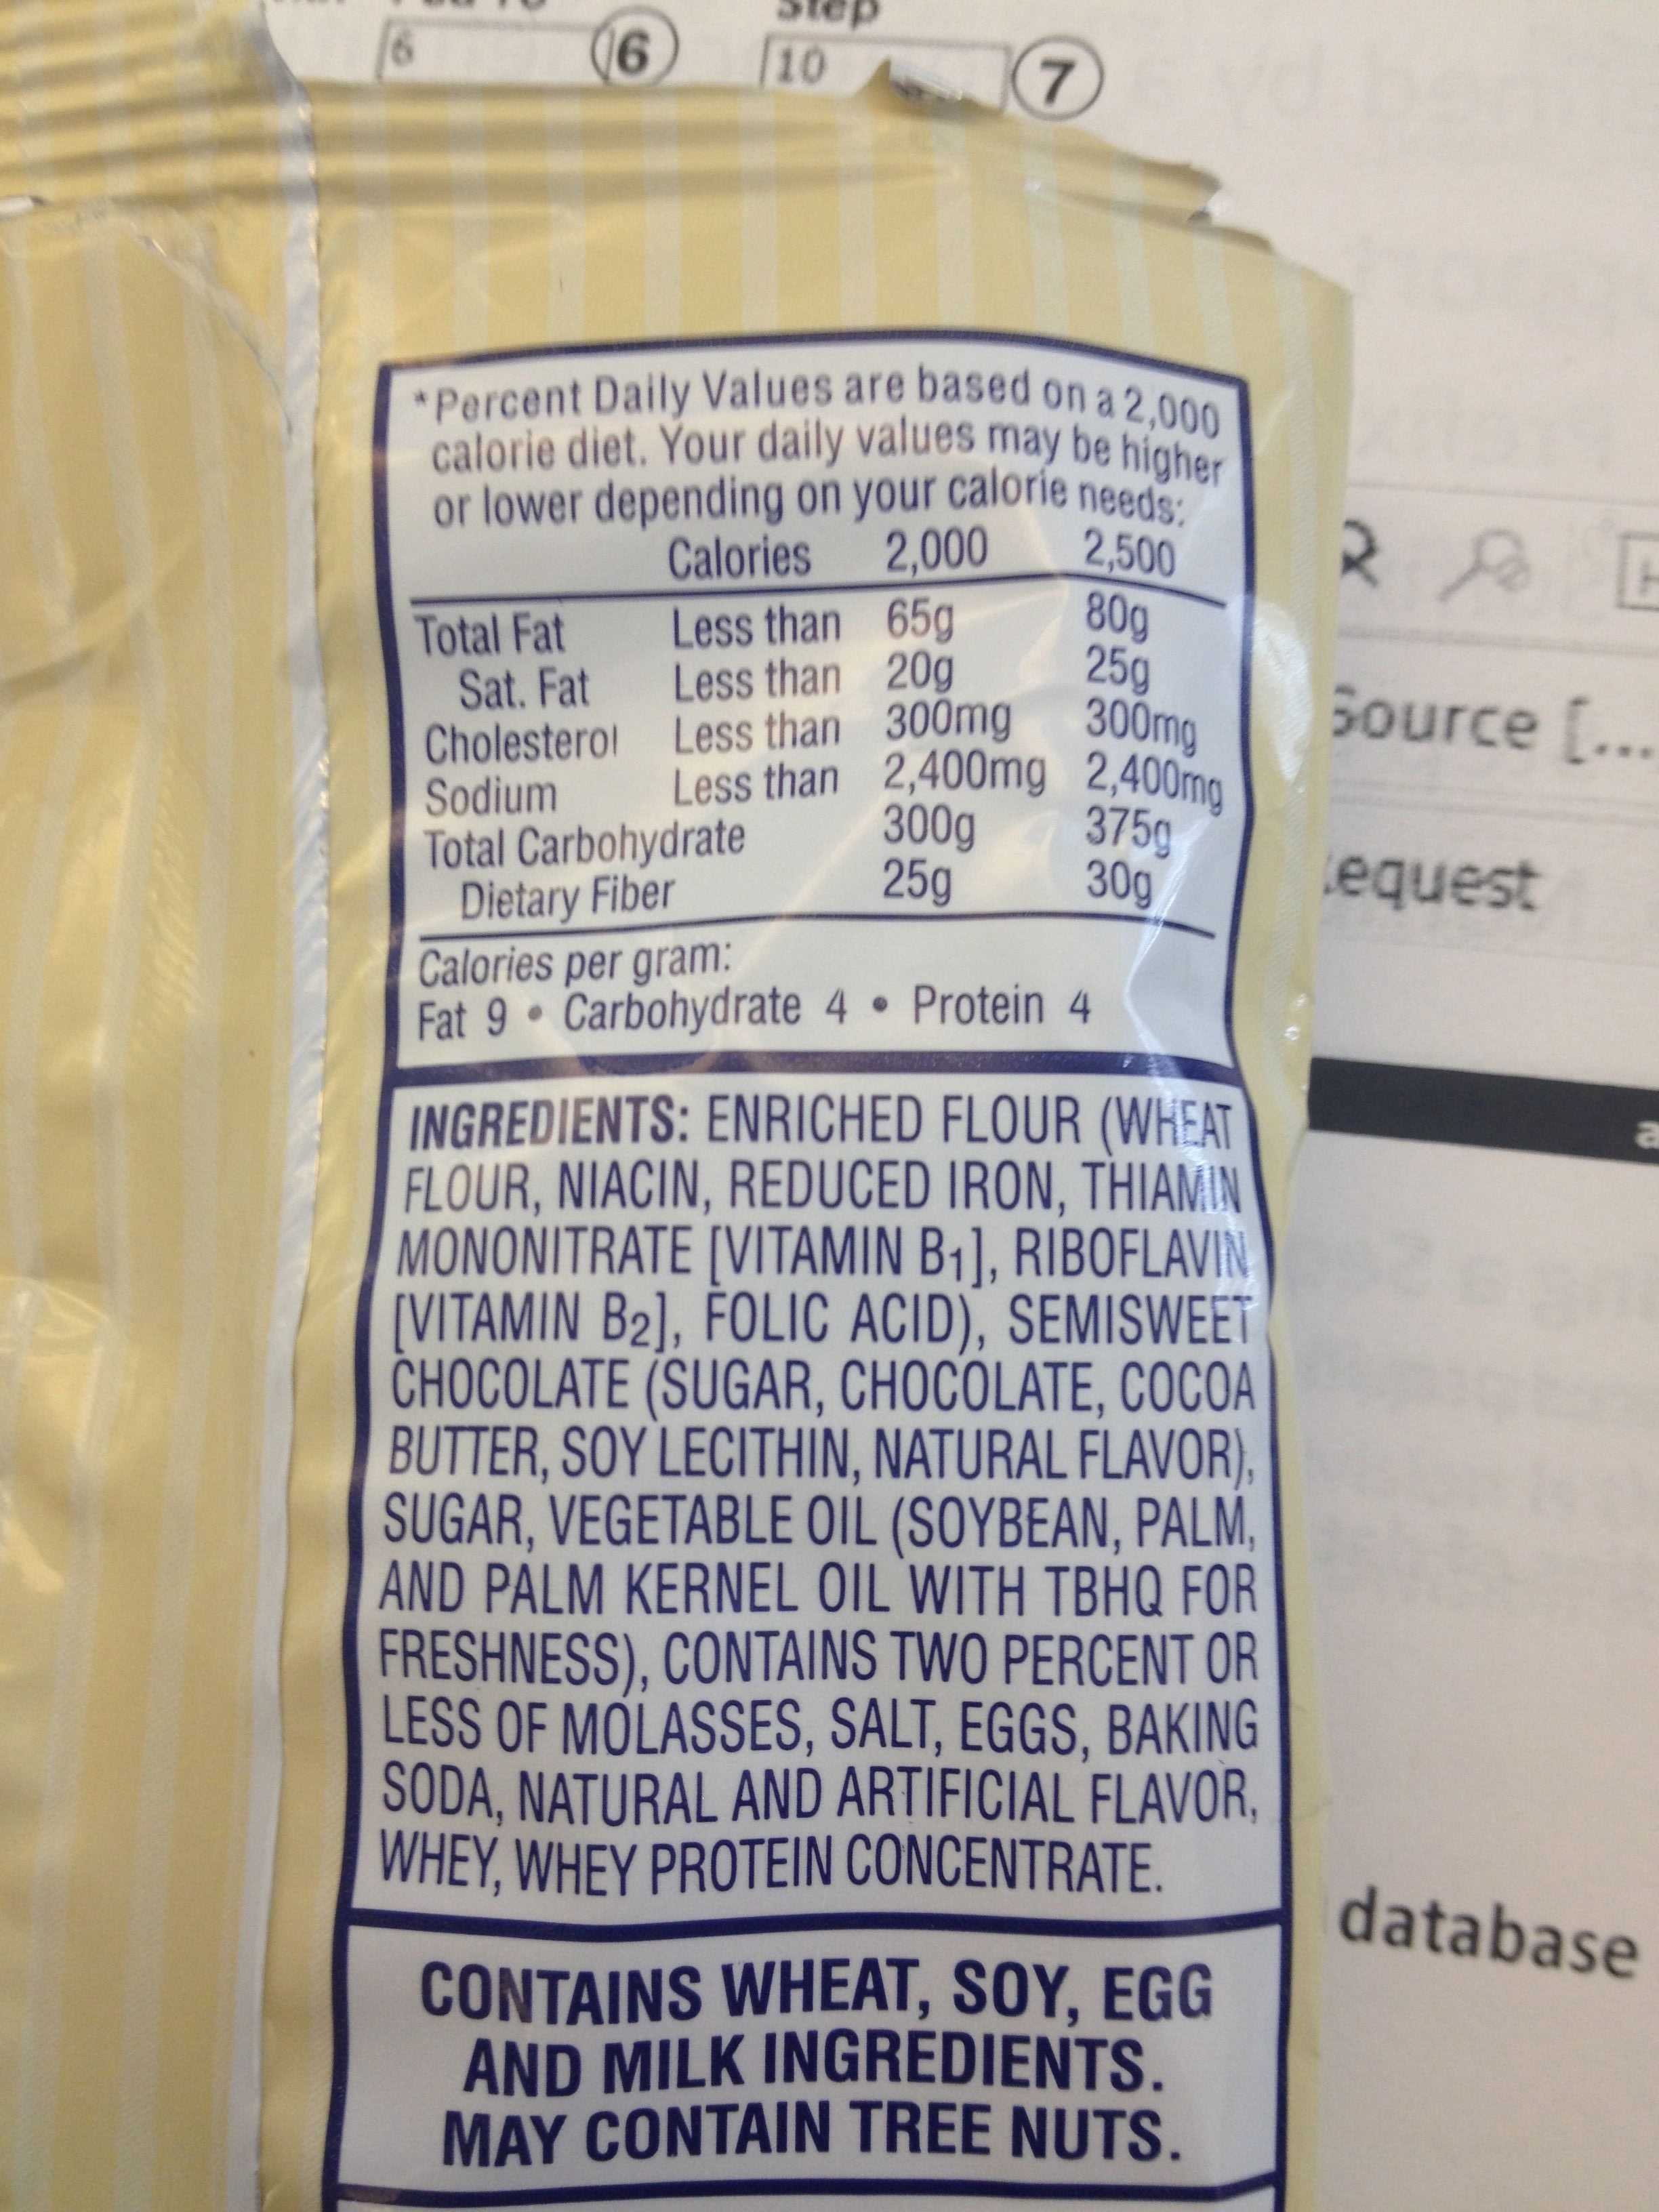 Step
6 6 10 7
*Percent Daily Values are based on a 2,000
calorie diet. Your daily values may be higher
or lower depending on your calorie needs:
Calories 2,000 2,500
Total Fat Less than 65g 80g
Sat. Fat Less than 20g 25g
Cholesterol Less than 300mg 300mg
Sodium Less than 2,400mg 2,400mg
Total Carbohydrate 300g 375g
Dietary Fiber 25g 30g
Calories per gram:
Fat 9 • Carbohydrate 4 • Protein 4
INGREDIENTS: ENRICHED FLOUR (WHEAT
FLOUR, NIACIN, REDUCED IRON, THIAMIN
MONONITRATE [VITAMIN B1], RIBOFLAVIN
[VITAMIN B2], FOLIC ACID), SEMISWEET
CHOCOLATE (SUGAR, CHOCOLATE, COCOA
BUTTER, SOY LECITHIN, NATURAL FLAVOR),
SUGAR, VEGETABLE OIL (SOYBEAN, PALM,
AND PALM KERNEL OIL WITH TBHQ FOR
FRESHNESS), CONTAINS TWO PERCENT OR
LESS OF MOLASSES, SALT, EGGS, BAKING
SODA, NATURAL AND ARTIFICIAL FLAVOR,
WHEY, WHEY PROTEIN CONCENTRATE.
CONTAINS WHEAT, SOY, EGG
AND MILK INGREDIENTS.
MAY CONTAIN TREE NUTS.
Source [...
equest
database